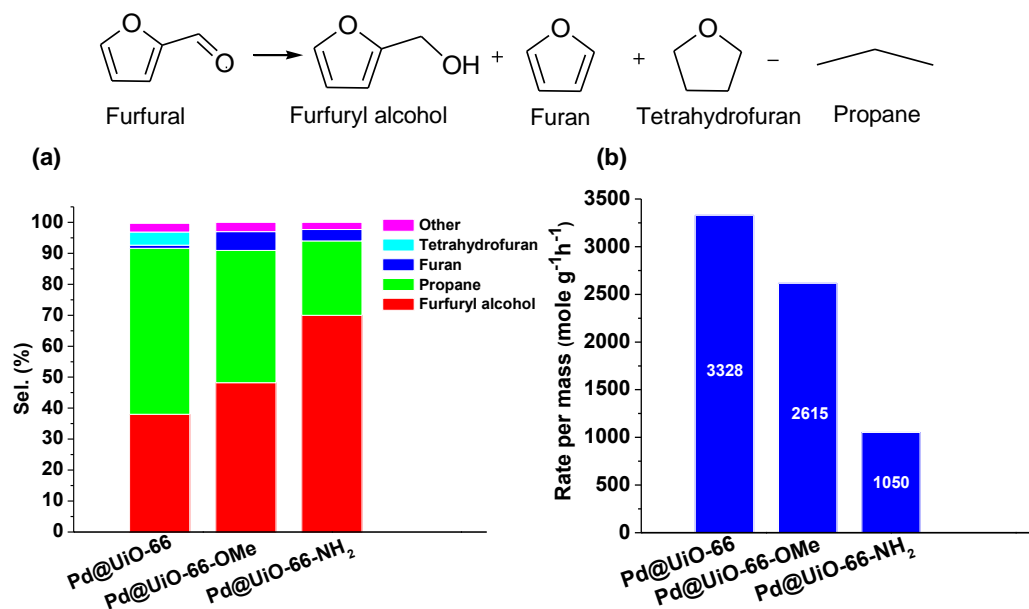 O
O
O
OH
+
O
+
O
–
Furfural
Furfuryl alcohol
Furan
Tetrahydrofuran
Propane
(a)
100
90
80
70
60
50
40
30
20
10
0
Sel. (%)
Other
Tetrahydrofuran
Furan
Propane
Furfuryl alcohol
Pd@UiO-66
Pd@UiO-66-OMe
Pd@UiO-66-NH₂
(b)
3500
3000
2500
2000
1500
1000
500
0
Rate per mass (mole g⁻¹h⁻¹)
3328
2615
1050
Pd@UiO-66
Pd@UiO-66-OMe
Pd@UiO-66-NH₂